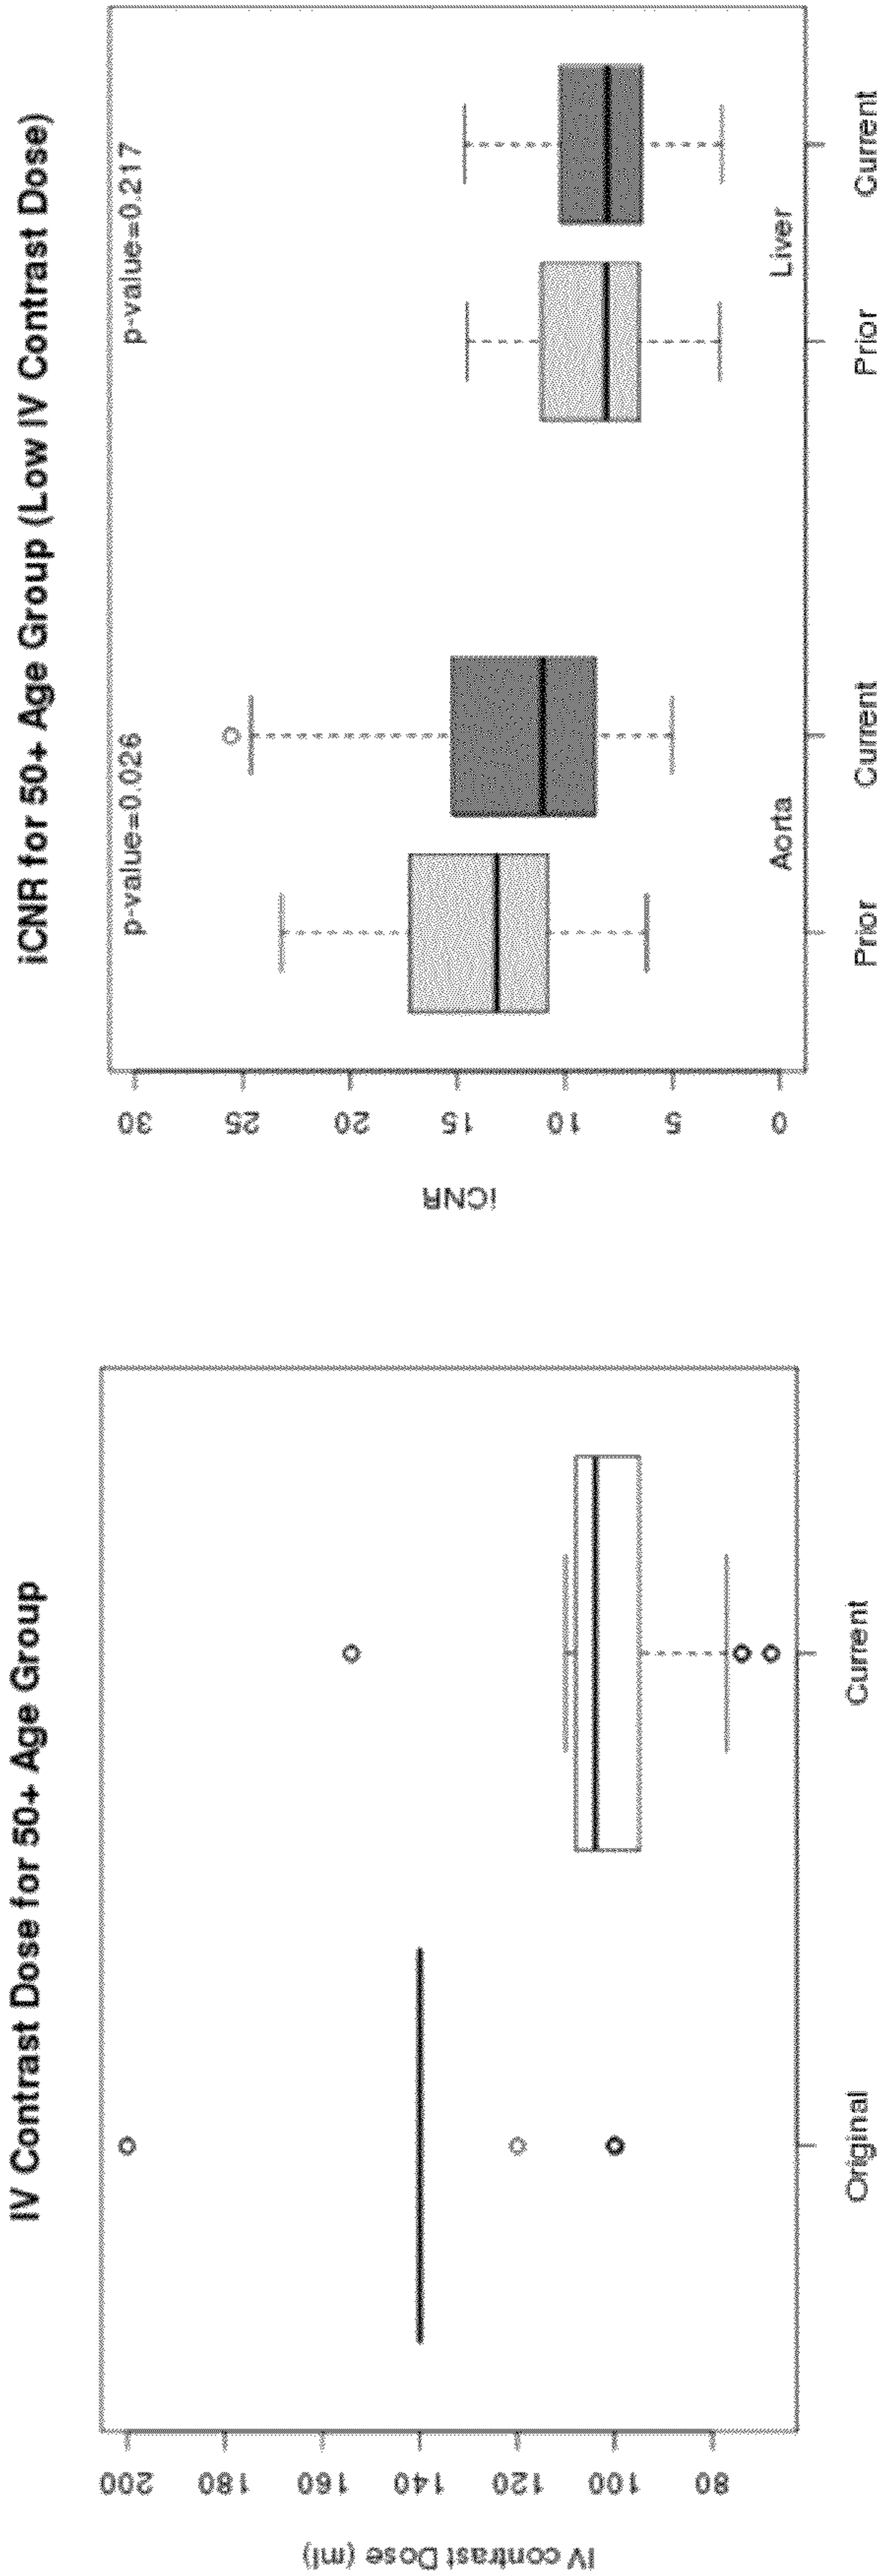 IV Contrast Dose for 50+ Age Group
IV contrast Dose (ml)
200
180
160
140
120
100
80
Original
Current
iCNR for 50+ Age Group (Low IV Contrast Dose)
iCNR
30
25
20
15
10
5
0
p-value=0.026
p-value=0.217
Aorta
Liver
Prior
Current
Prior
Current